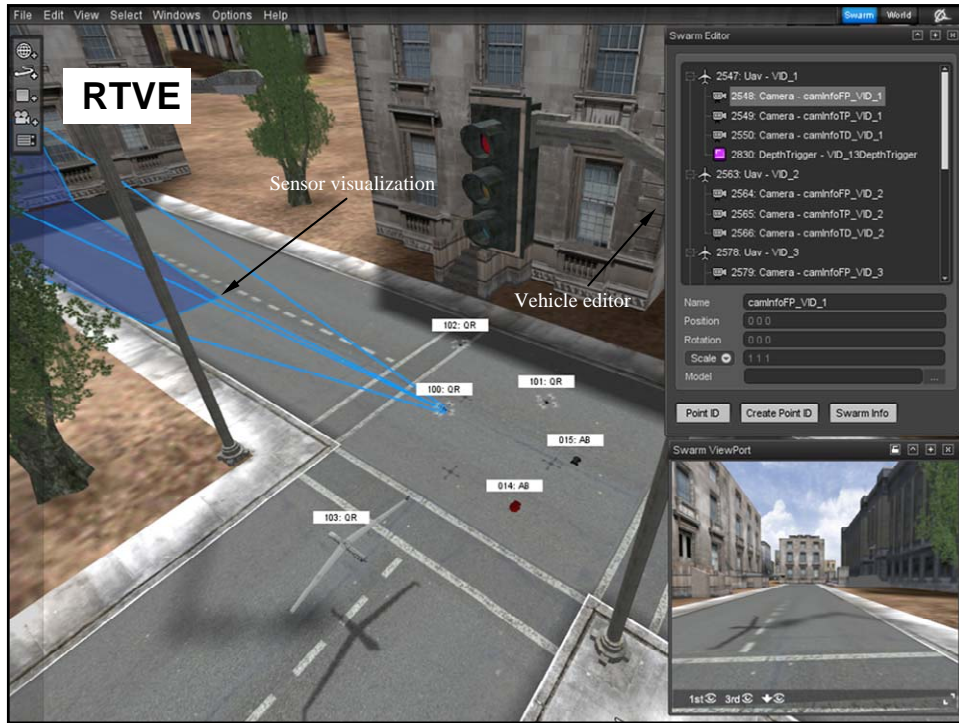 File Edit View Select Windows Options Help
Swarm World
RTVE
Sensor visualization
Vehicle editor
102: QR
100: QR
101: QR
015: AB
014: AB
103: QR
Swarm Editor
2547: Uav - VID_1
2548: Camera - camInfoFP_VID_1
2549: Camera - camInfoTP_VID_1
2550: Camera - camInfoTD_VID_1
2830: DepthTrigger - VID_13DepthTrigger
2563: Uav - VID_2
2564: Camera - camInfoFP_VID_2
2565: Camera - camInfoTP_VID_2
2566: Camera - camInfoTD_VID_2
2578: Uav - VID_3
2579: Camera - camInfoFP_VID_3
Name camInfoFP_VID_1
Position 0 0 0
Rotation 0 0 0
Scale 1 1 1
Model ...
Point ID Create Point ID Swarm Info
Swarm ViewPort
1st 3rd